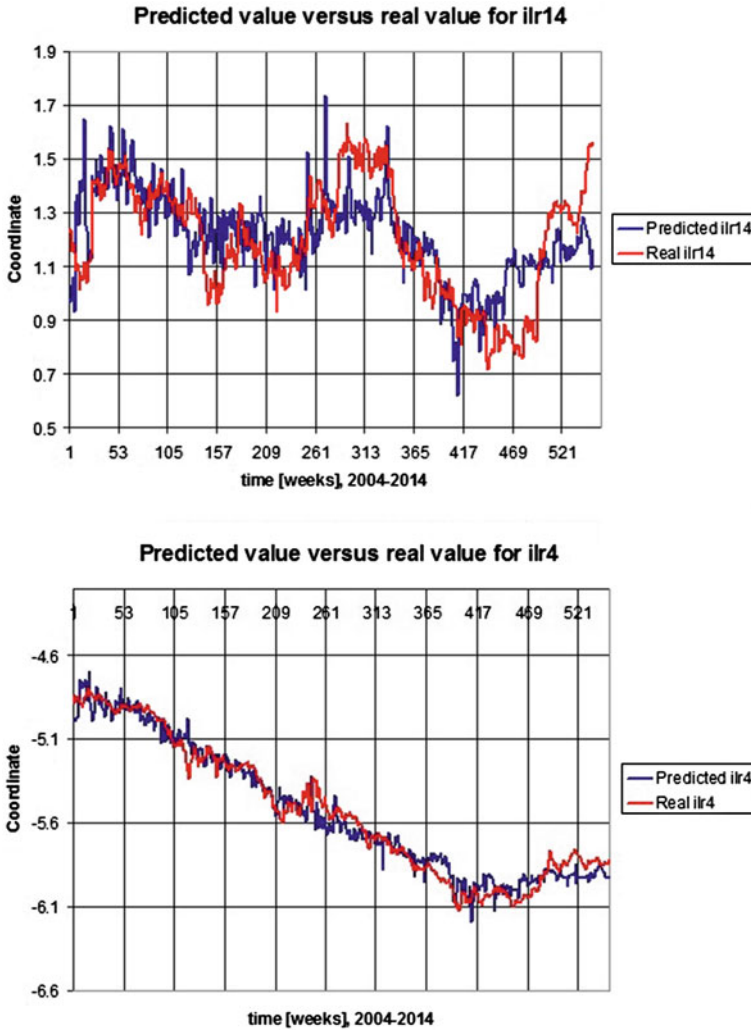 Predicted value versus real value for ilr14
1.9
1.7
1.5
1.3
1.1
0.9
0.7
0.5
Coordinate
1 53 105 157 209 261 313 365 417 469 521
time [weeks], 2004-2014
Predicted ilr14
Real ilr14
Predicted value versus real value for ilr4
1 53 105 157 209 261 313 365 417 469 521
-4.6
-5.1
-5.6
-6.1
-6.6
Coordinate
time [weeks], 2004-2014
Predicted ilr4
Real ilr4